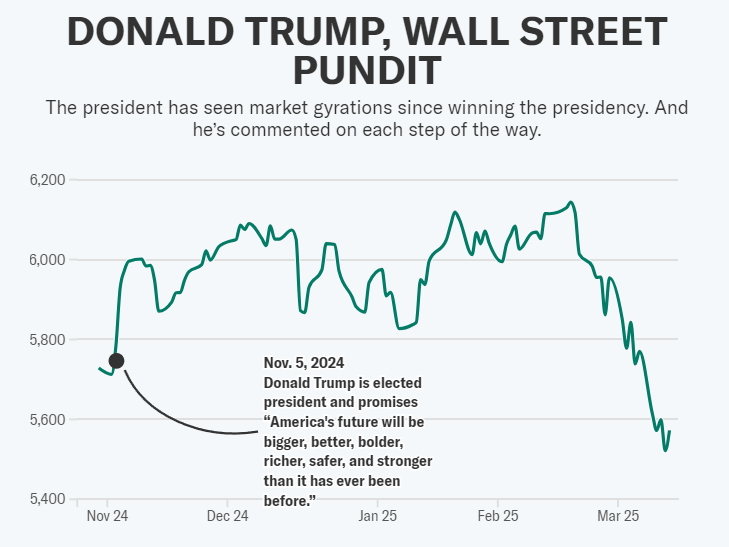 DONALD TRUMP, WALL STREET
PUNDIT
The president has seen market gyrations since winning the presidency. And
he’s commented on each step of the way.
6,200
6,000
5,800
5,600
5,400
Nov. 5, 2024
Donald Trump is elected
president and promises
“America's future will be
bigger, better, bolder,
richer, safer, and stronger
than it has ever been
before.”
Nov 24
Dec 24
Jan 25
Feb 25
Mar 25